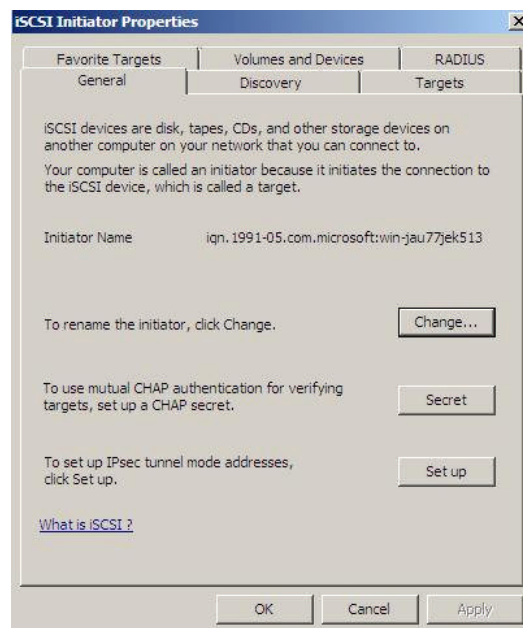 iSCSI Initiator Properties
Favorite Targets
Volumes and Devices
RADIUS
General
Discovery
Targets
iSCSI devices are disk, tapes, CDs, and other storage devices on
another computer on your network that you can connect to.
Your computer is called an initiator because it initiates the connection to
the iSCSI device, which is called a target.
Initiator Name iqn.1991-05.com.microsoft:win-jau77jek513
To rename the initiator, click Change.
Change...
To use mutual CHAP authentication for verifying
targets, set up a CHAP secret.
Secret
To set up IPsec tunnel mode addresses,
click Set up.
Set up
What is iSCSI ?
OK
Cancel
Apply